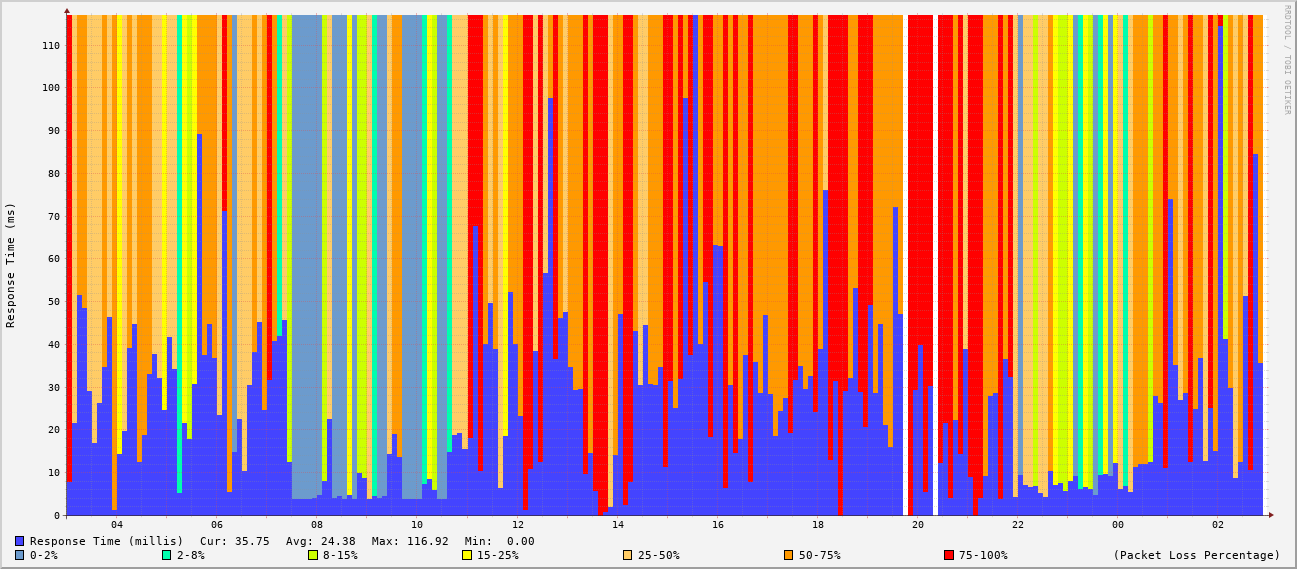 RRDTOOL / TOBI OETIKER
Response Time (ms)
110
100
90
80
70
60
50
40
30
20
10
0
04 06 08 10 12 14 16 18 20 22 00 02
Response Time (millis) Cur: 35.75 Avg: 24.38 Max: 116.92 Min: 0.00
0-2% 2-8% 8-15% 15-25% 25-50% 50-75% 75-100% (Packet Loss Percentage)